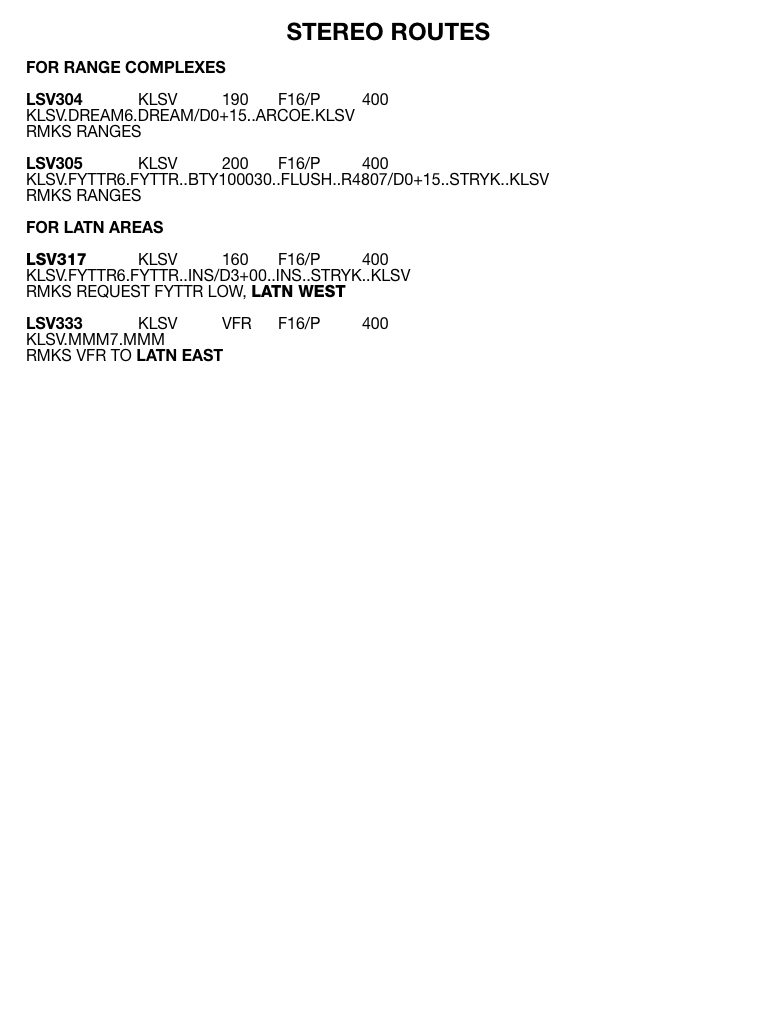 STEREO ROUTES
FOR RANGE COMPLEXES
LSV304 KLSV 190 F16/P 400
KLSV.DREAM6.DREAM/D0+15..ARCOE.KLSV
RMKS RANGES
LSV305 KLSV 200 F16/P 400
KLSV.FYTTR6.FYTTR..BTY100030..FLUSH..R4807/D0+15..STRYK..KLSV
RMKS RANGES
FOR LATN AREAS
LSV317 KLSV 160 F16/P 400
KLSV.FYTTR6.FYTTR..INS/D3+00..INS..STRYK..KLSV
RMKS REQUEST FYTTR LOW, LATN WEST
LSV333 KLSV VFR F16/P 400
KLSV.MMM7.MMM
RMKS VFR TO LATN EAST